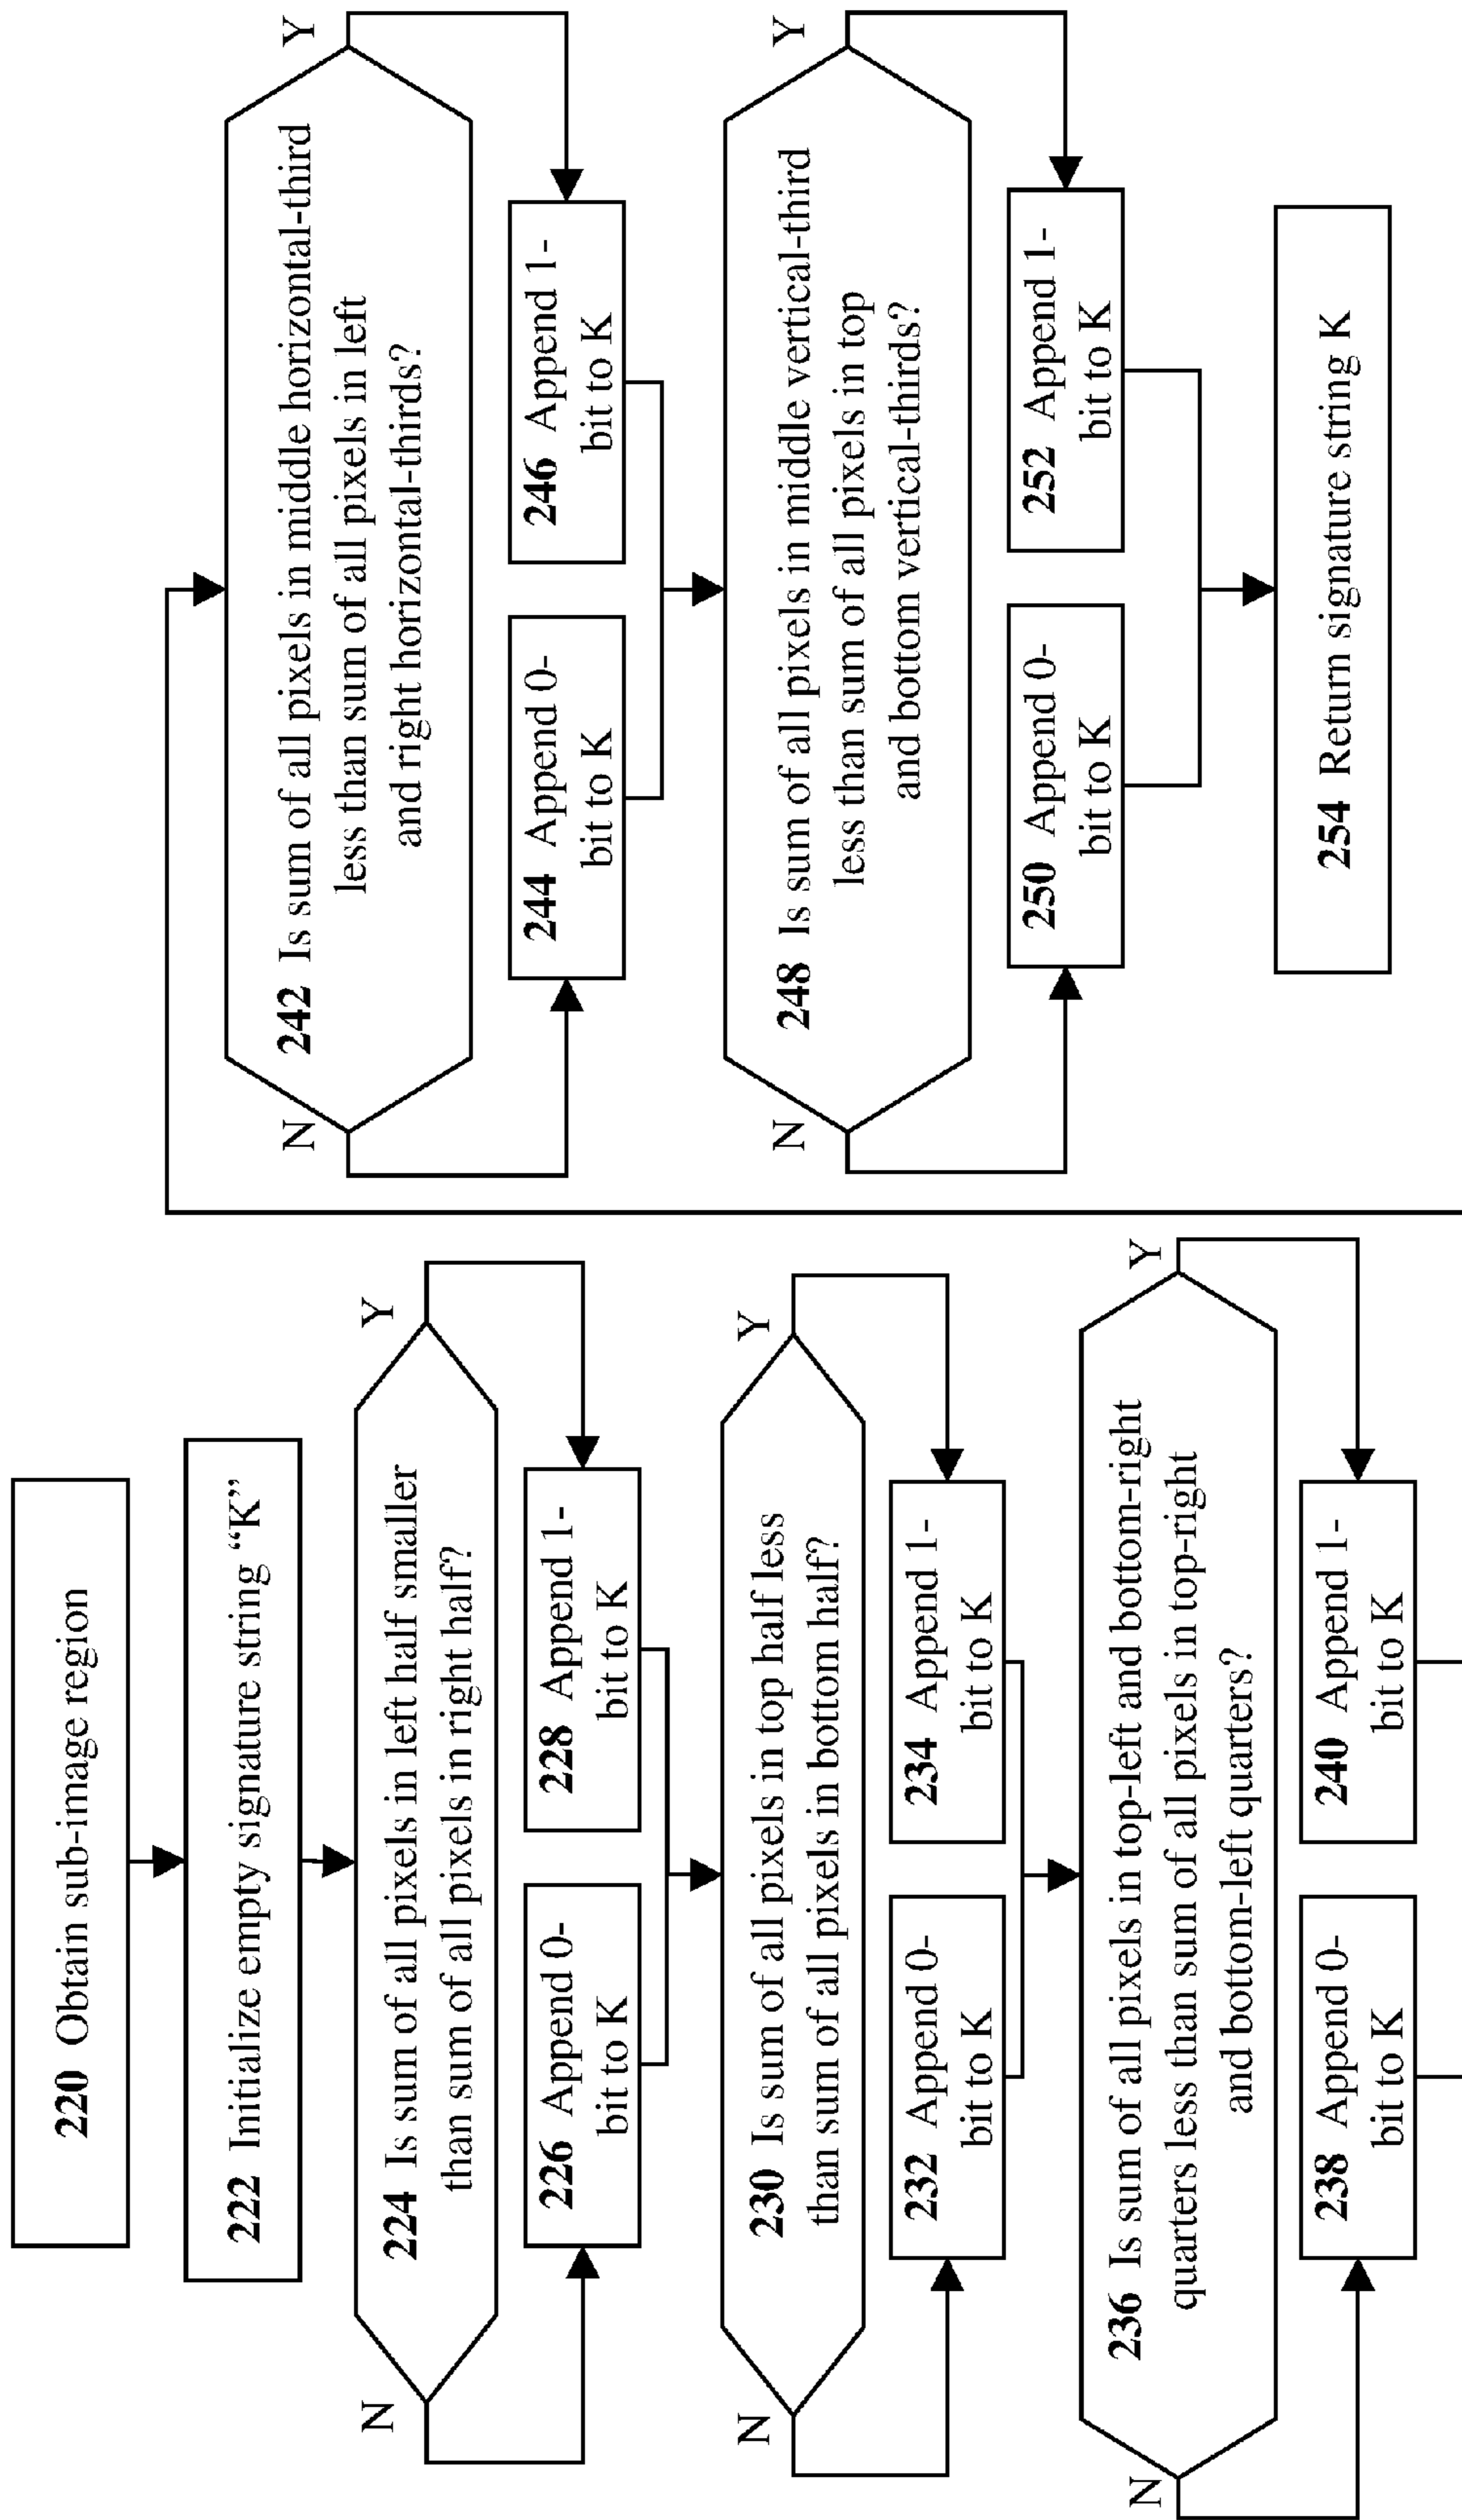 220 Obtain sub-image region
222 Initialize empty signature string “K”
224 Is sum of all pixels in left half smaller
than sum of all pixels in right half?
N
Y
226 Append 0-
bit to K
228 Append 1-
bit to K
230 Is sum of all pixels in top half less
than sum of all pixels in bottom half?
N
Y
232 Append 0-
bit to K
234 Append 1-
bit to K
236 Is sum of all pixels in top-left and bottom-right
quarters less than sum of all pixels in top-right
and bottom-left quarters?
N
Y
238 Append 0-
bit to K
240 Append 1-
bit to K
242 Is sum of all pixels in middle horizontal-third
less than sum of all pixels in left
and right horizontal-thirds?
N
Y
244 Append 0-
bit to K
246 Append 1-
bit to K
248 Is sum of all pixels in middle vertical-third
less than sum of all pixels in top
and bottom vertical-thirds?
N
Y
250 Append 0-
bit to K
252 Append 1-
bit to K
254 Return signature string K